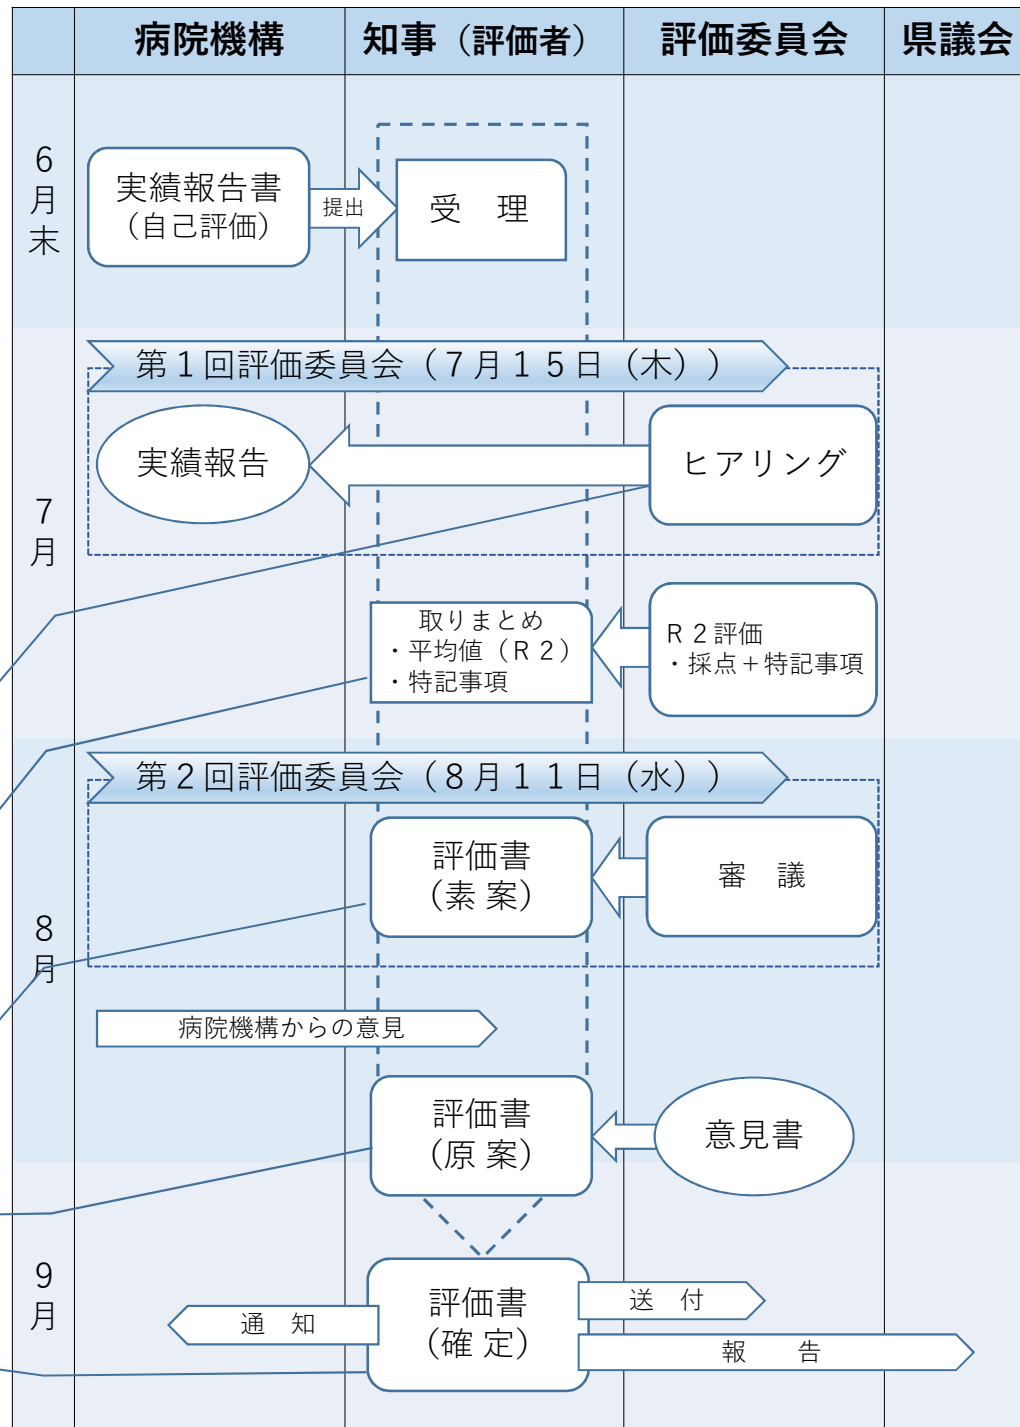 病院機構
知事（評価者）
評価委員会
県議会
6月末
実績報告書
（自己評価）
提出
受　理
第１回評価委員会（７月１５日（木））
7月
実績報告
ヒアリング
取りまとめ
・平均値（Ｒ２）
・特記事項
Ｒ２評価
・採点＋特記事項
第２回評価委員会（８月１１日（水））
8月
評価書
（素 案）
審　議
病院機構からの意見
評価書
（原 案）
意見書
9月
評価書
（確 定）
通　知
送　付
報　　告